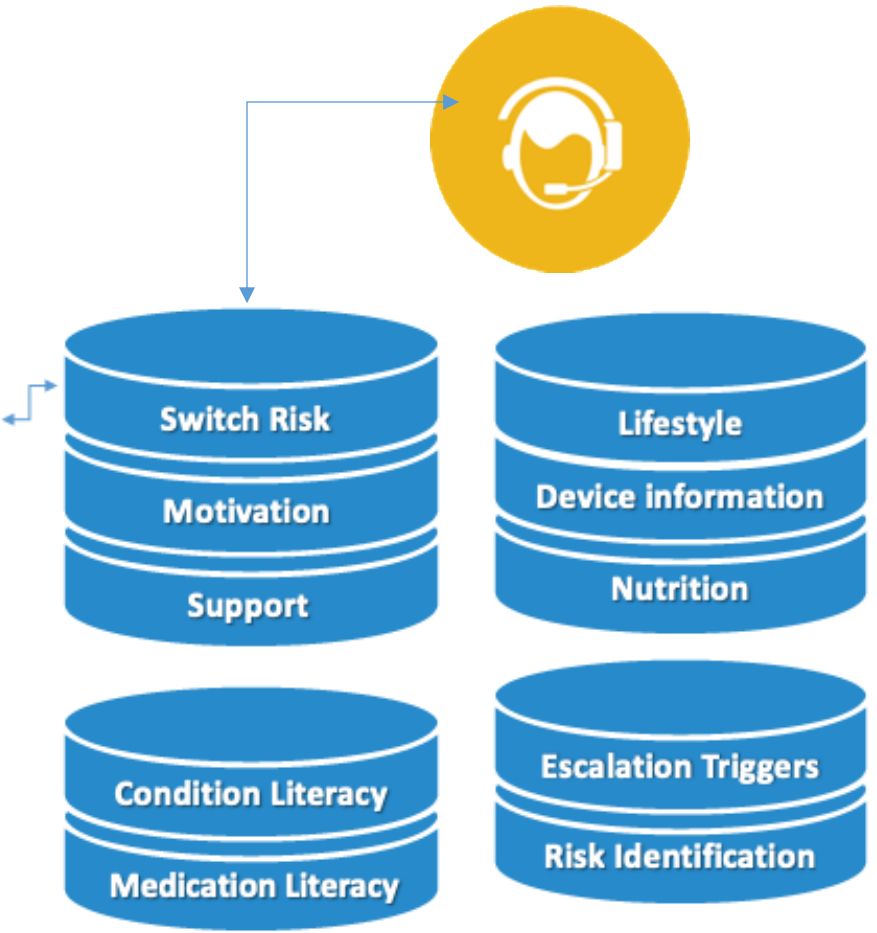 Switch Risk
Motivation
Support
Lifestyle
Device information
Nutrition
Condition Literacy
Medication Literacy
Escalation Triggers
Risk Identification